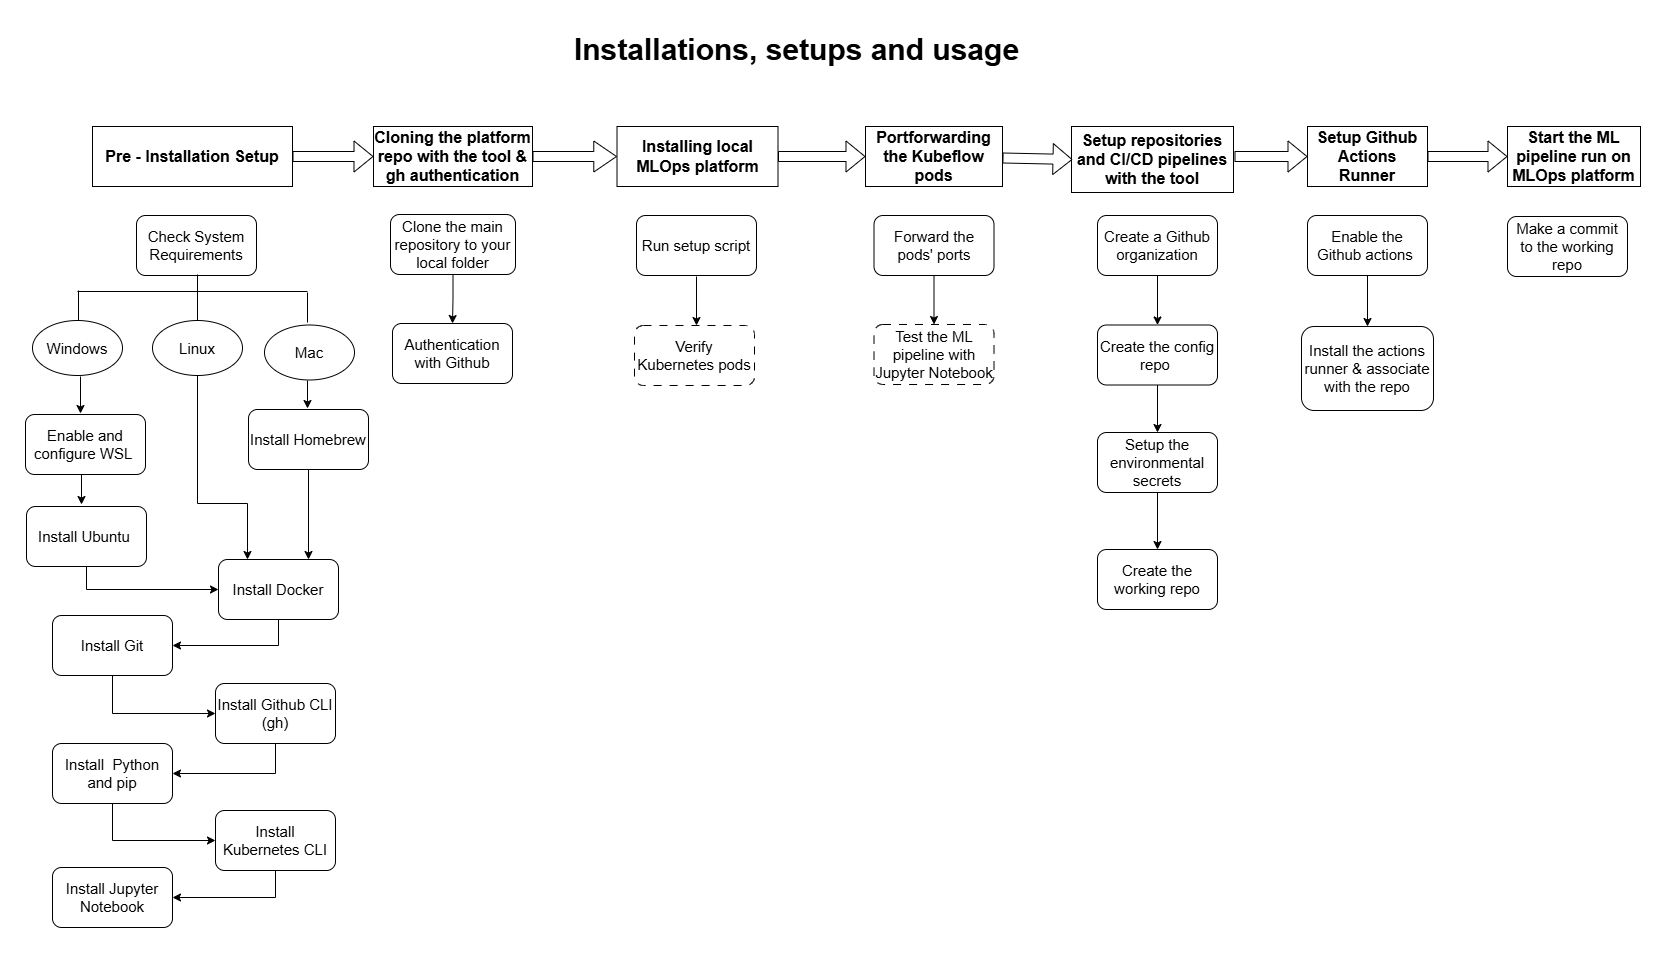 Installations, setups and usage
Pre - Installation Setup
Cloning the platform
repo with the tool &
gh authentication
Installing local
MLOps platform
Portforwarding
the Kubeflow
pods
Setup repositories
and CI/CD pipelines
with the tool
Setup Github
Actions
Runner
Start the ML
pipeline run on
MLOps platform
Check System
Requirements
Windows
Linux
Mac
Enable and
configure WSL
Install Homebrew
Install Ubuntu
Install Docker
Install Git
Install Github CLI
(gh)
Install  Python
and pip
Install
Kubernetes CLI
Install Jupyter
Notebook
Clone the main
repository to your
local folder
Authentication
with Github
Run setup script
Verify
Kubernetes pods
Forward the
pods' ports
Test the ML
pipeline with
Jupyter Notebook
Create a Github
organization
Create the config
repo
Setup the
environmental
secrets
Create the
working repo
Enable the
Github actions
Install the actions
runner & associate
with the repo
Make a commit
to the working
repo